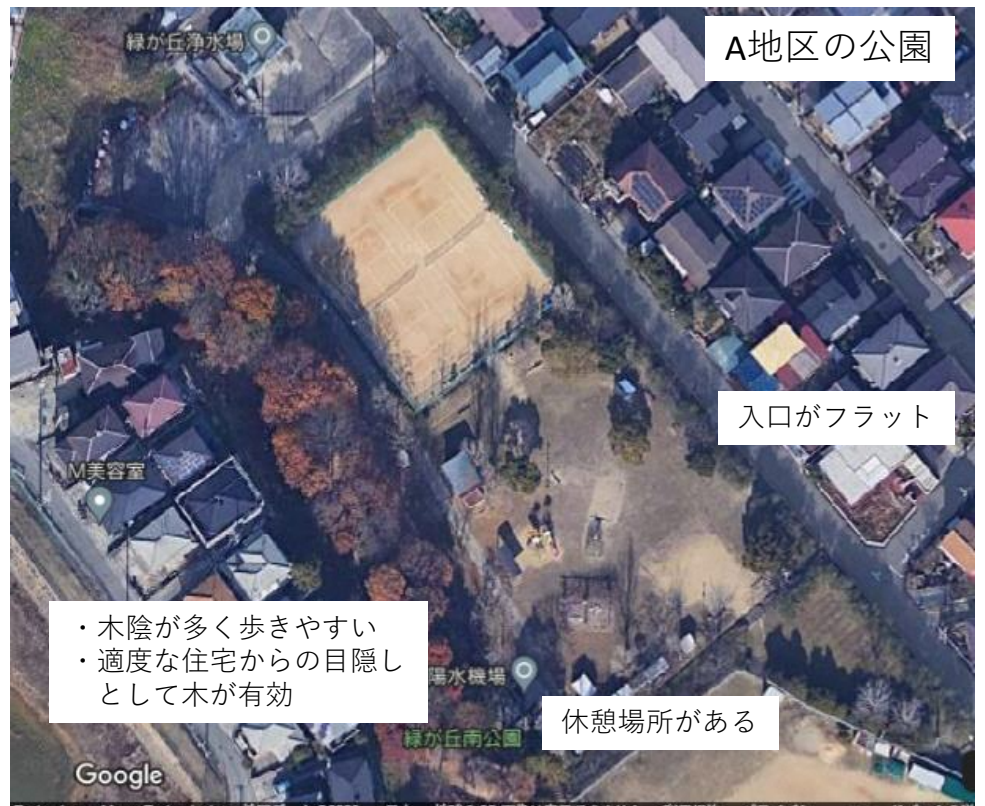 緑が丘浄水場
A地区の公園
入口がフラット
M美容室
・木陰が多く歩きやすい
・適度な住宅からの目隠し
として木が有効
陽水機場
休憩場所がある
緑が丘南公園
Google